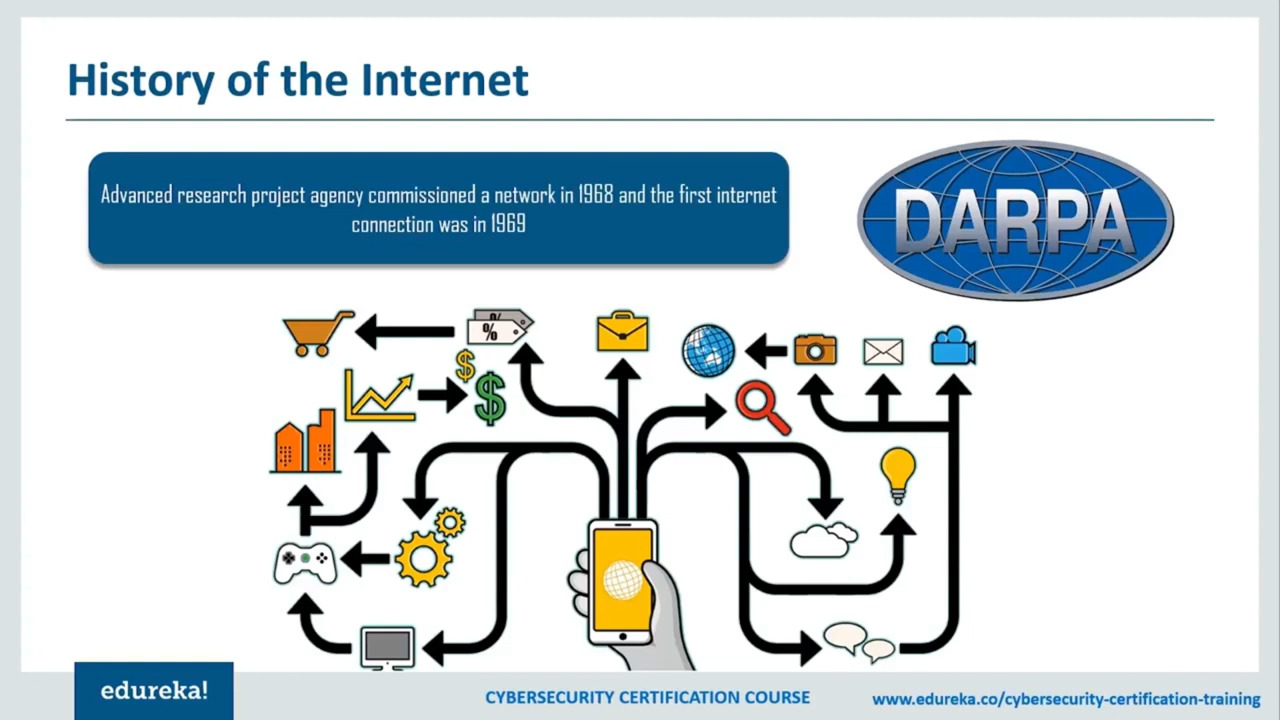 History of the Internet
Advanced research project agency commissioned a network in 1968 and the first internet
connection was in 1969
DARPA
%
%
$
$
edureka!
CYBERSECURITY CERTIFICATION COURSE
www.edureka.co/cybersecurity-certification-training